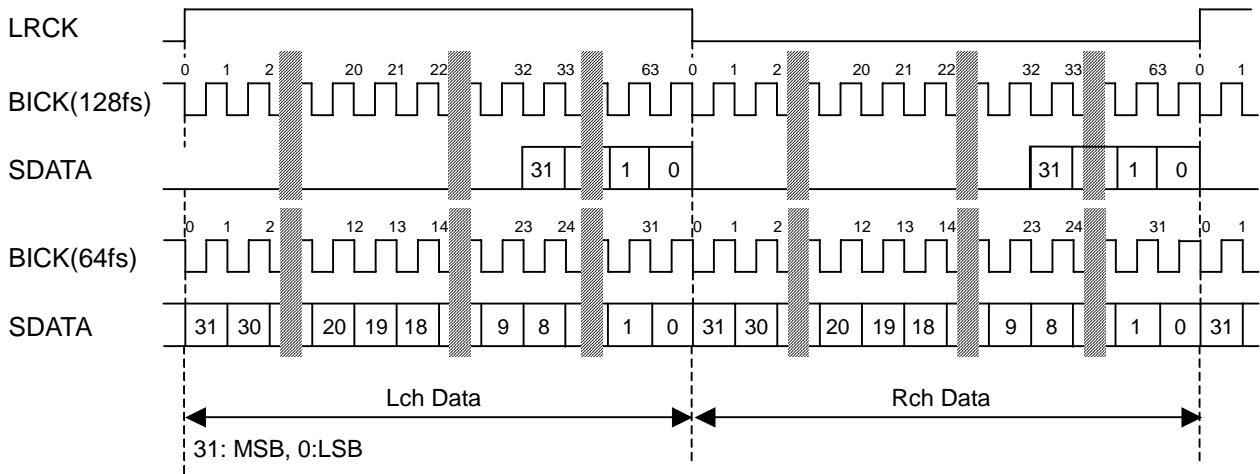 LRCK
0 1 2 20 21 22 32 33 63 0 1 2 20 21 22 32 33 63 0 1
BICK(128fs)
SDATA
31 1 0 31 1 0
0 1 2 12 13 14 23 24 31 0 1 2 12 13 14 23 24 31 0 1
BICK(64fs)
SDATA
31 30 20 19 18 9 8 1 0 31 30 20 19 18 9 8 1 0 31
Lch Data Rch Data
31: MSB, 0:LSB